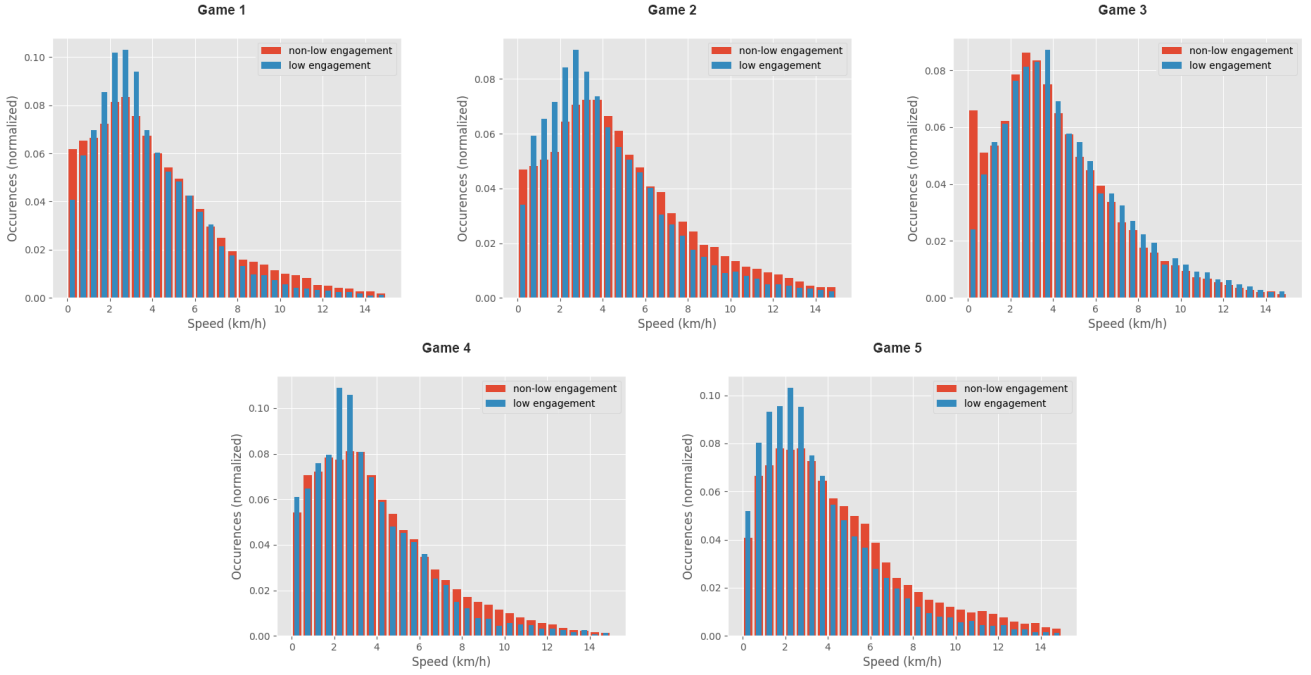 Game 1
Game 2
Game 3
0.10
0.08
0.06
0.04
0.02
0.00
Occurences (normalized)
non-low engagement
low engagement
0 2 4 6 8 10 12 14
Speed (km/h)
0.08
0.06
0.04
0.02
0.00
Occurences (normalized)
non-low engagement
low engagement
0 2 4 6 8 10 12 14
Speed (km/h)
0.08
0.06
0.04
0.02
0.00
Occurences (normalized)
non-low engagement
low engagement
0 2 4 6 8 10 12 14
Speed (km/h)
Game 4
Game 5
0.10
0.08
0.06
0.04
0.02
0.00
Occurences (normalized)
non-low engagement
low engagement
0 2 4 6 8 10 12 14
Speed (km/h)
0.10
0.08
0.06
0.04
0.02
0.00
Occurences (normalized)
non-low engagement
low engagement
0 2 4 6 8 10 12 14
Speed (km/h)